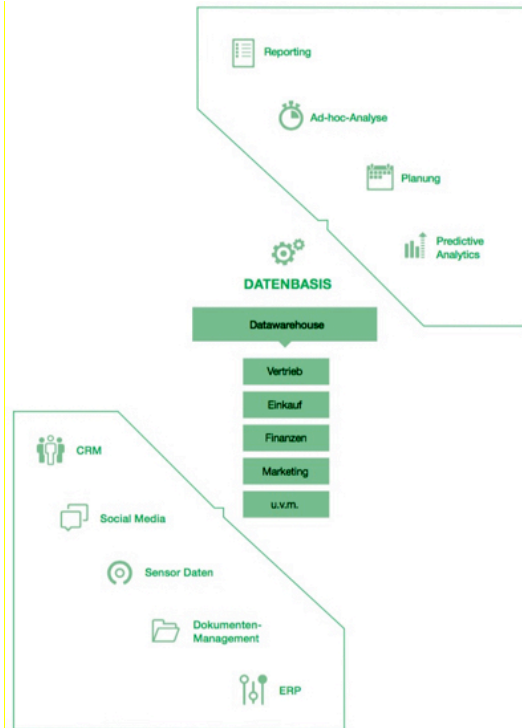 Reporting
Ad-hoc-Analyse
Planung
Predictive
Analytics
DATENBASIS
Datawarehouse
Vertrieb
Einkauf
Finanzen
Marketing
u.v.m.
CRM
Social Media
Sensor Daten
Dokumenten-
Management
ERP